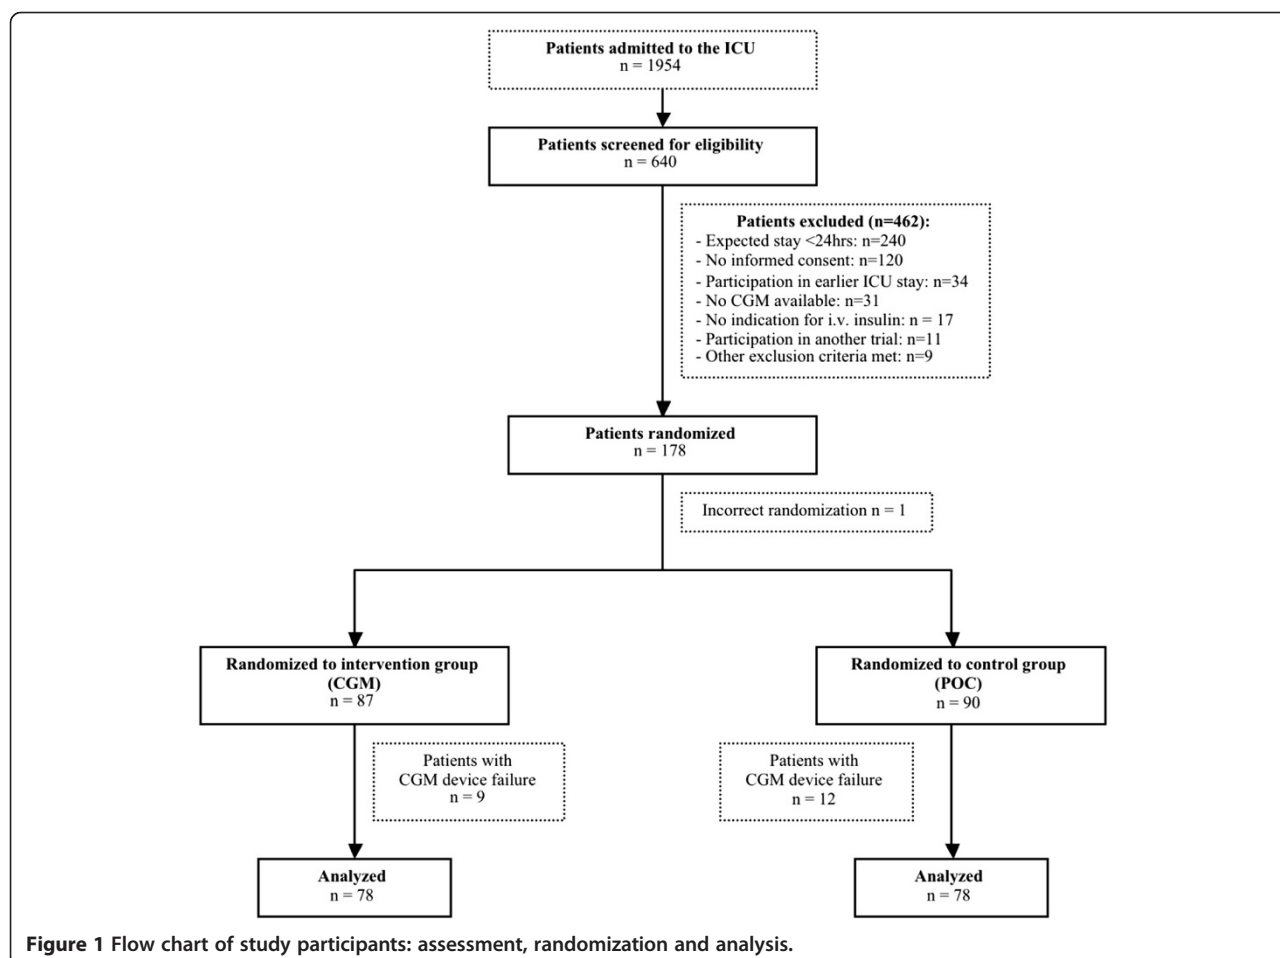 Patients admitted to the ICU
n = 1954
Patients screened for eligibility
n = 640
Patients excluded (n=462):
- Expected stay <24hrs: n=240
- No informed consent: n=120
- Participation in earlier ICU stay: n=34
- No CGM available: n=31
- No indication for i.v. insulin: n = 17
- Participation in another trial: n=11
- Other exclusion criteria met: n=9
Patients randomized
n = 178
Incorrect randomization n = 1
Randomized to intervention group
(CGM)
n = 87
Randomized to control group
(POC)
n = 90
Patients with
CGM device failure
n = 9
Patients with
CGM device failure
n = 12
Analyzed
n = 78
Analyzed
n = 78
Figure 1 Flow chart of study participants: assessment, randomization and analysis.